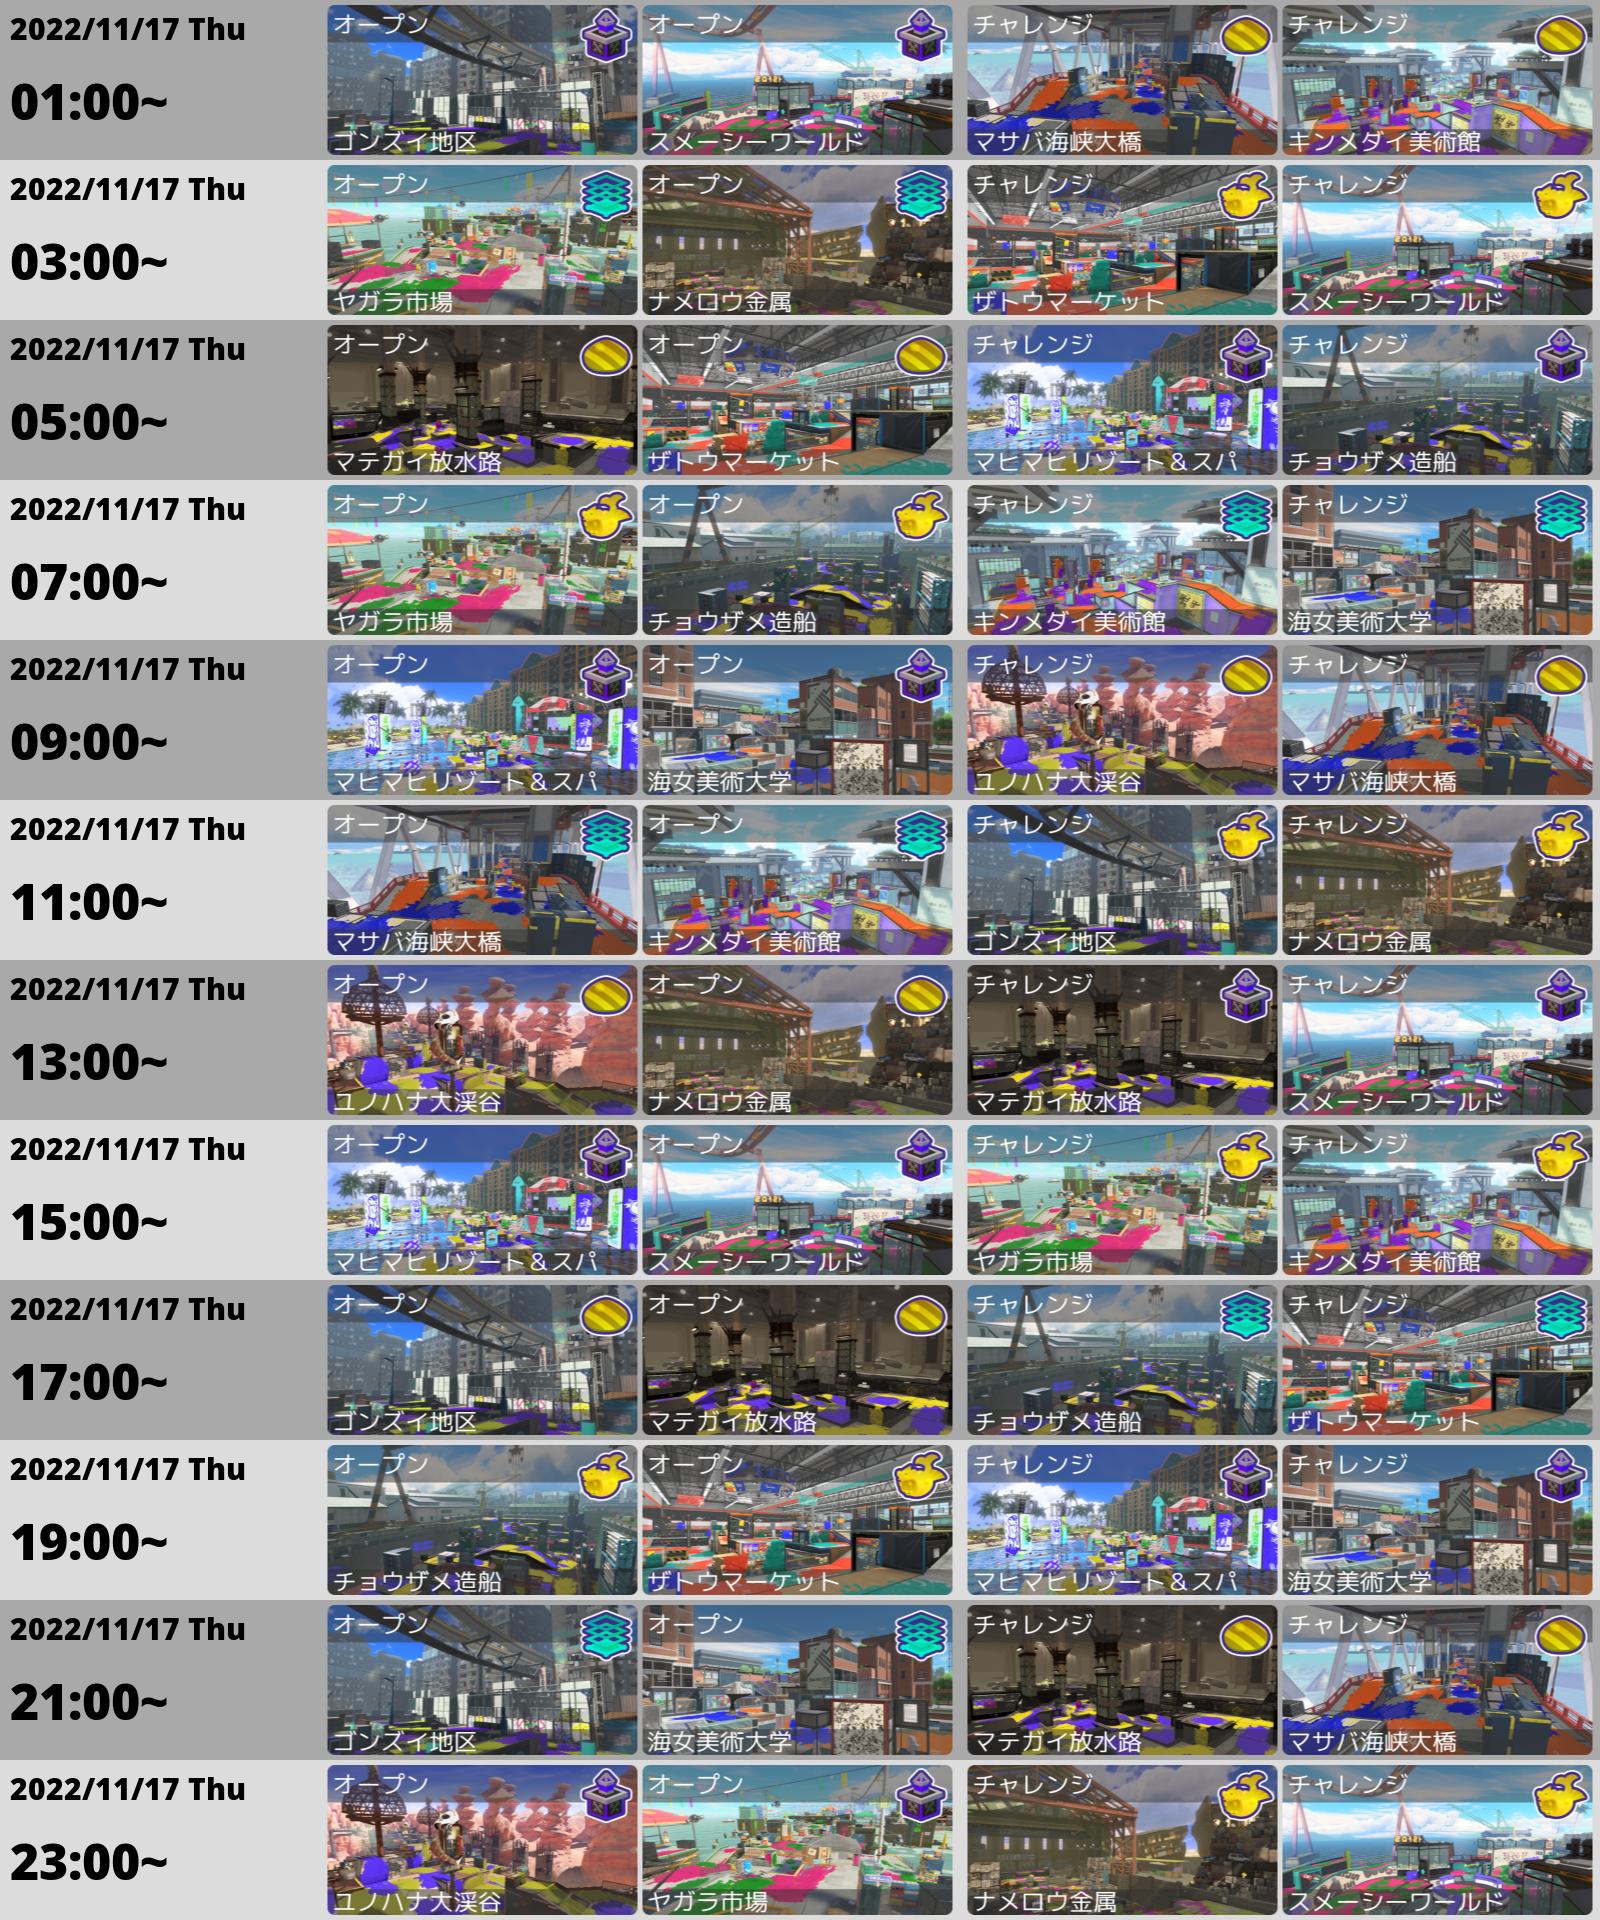 2022/11/17 Thu
01:00~
オープン
ゴンズイ地区
オープン
スメーシーワールド
チャレンジ
マサバ海峡大橋
チャレンジ
キンメダイ美術館
2022/11/17 Thu
03:00~
オープン
ヤガラ市場
オープン
ナメロウ金属
チャレンジ
ザトウマーケット
チャレンジ
スメーシーワールド
2022/11/17 Thu
05:00~
オープン
マテガイ放水路
オープン
ザトウマーケット
チャレンジ
マヒマヒリゾート&スパ
チャレンジ
チョウザメ造船
2022/11/17 Thu
07:00~
オープン
ヤガラ市場
オープン
チョウザメ造船
チャレンジ
キンメダイ美術館
チャレンジ
海女美術大学
2022/11/17 Thu
09:00~
オープン
マヒマヒリゾート&スパ
オープン
海女美術大学
チャレンジ
ユノハナ大渓谷
チャレンジ
マサバ海峡大橋
2022/11/17 Thu
11:00~
オープン
マサバ海峡大橋
オープン
キンメダイ美術館
チャレンジ
ゴンズイ地区
チャレンジ
ナメロウ金属
2022/11/17 Thu
13:00~
オープン
ユノハナ大渓谷
オープン
ナメロウ金属
チャレンジ
マテガイ放水路
チャレンジ
スメーシーワールド
2022/11/17 Thu
15:00~
オープン
マヒマヒリゾート&スパ
オープン
スメーシーワールド
チャレンジ
ヤガラ市場
チャレンジ
キンメダイ美術館
2022/11/17 Thu
17:00~
オープン
ゴンズイ地区
オープン
マテガイ放水路
チャレンジ
チョウザメ造船
チャレンジ
ザトウマーケット
2022/11/17 Thu
19:00~
オープン
チョウザメ造船
オープン
ザトウマーケット
チャレンジ
マヒマヒリゾート&スパ
チャレンジ
海女美術大学
2022/11/17 Thu
21:00~
オープン
ゴンズイ地区
オープン
海女美術大学
チャレンジ
マテガイ放水路
チャレンジ
マサバ海峡大橋
2022/11/17 Thu
23:00~
オープン
ユノハナ大渓谷
オープン
ヤガラ市場
チャレンジ
ナメロウ金属
チャレンジ
スメーシーワールド